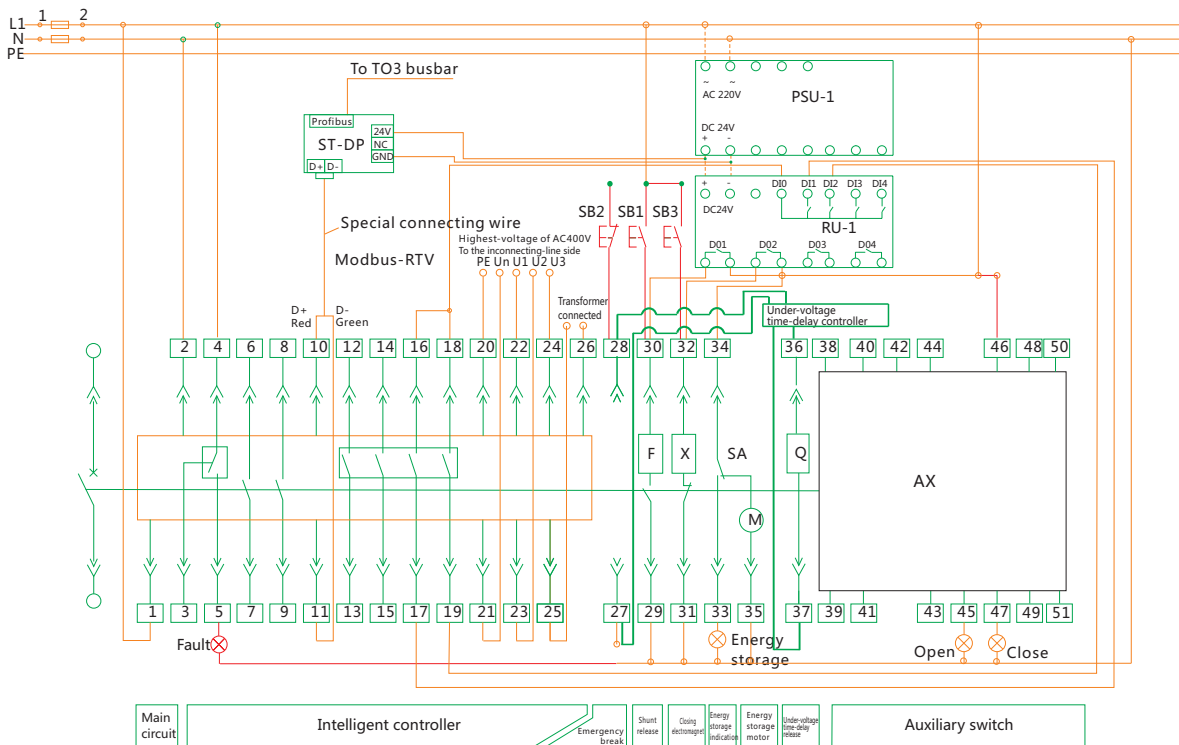 1 2
L1
N
PE
To TO3 busbar
Profibus
ST-DP
24V
NC
GND
D+ D-
~ ~
AC 220V
PSU-1
DC 24V
+ -
+ - DI0 DI1 DI2 DI3 DI4
DC24V
RU-1
D01 D02 D03 D04
SB2 SB1 SB3
Special connecting wire
Highest-voltage of AC400V
To the inconnecting-line side
PE Un U1 U2 U3
Modbus-RTV
Transformer
connected
D+
Red
D-
Green
Under-voltage
time-delay controller
2 4 6 8 10 12 14 16 18 20 22 24 26 28 30 32 34 36 38 40 42 44 46 48 50
F X SA Q
AX
M
1 3 5 7 9 11 13 15 17 19 21 23 25 27 29 31 33 35 37 39 41 43 45 47 49 51
Fault
Energy
storage
Open
Close
Main
circuit
Intelligent controller
Emergency
break
Shunt
release
Closing
electromagnet
Energy
storage
indication
Energy
storage
motor
Under-voltage
time-delay
release
Auxiliary switch